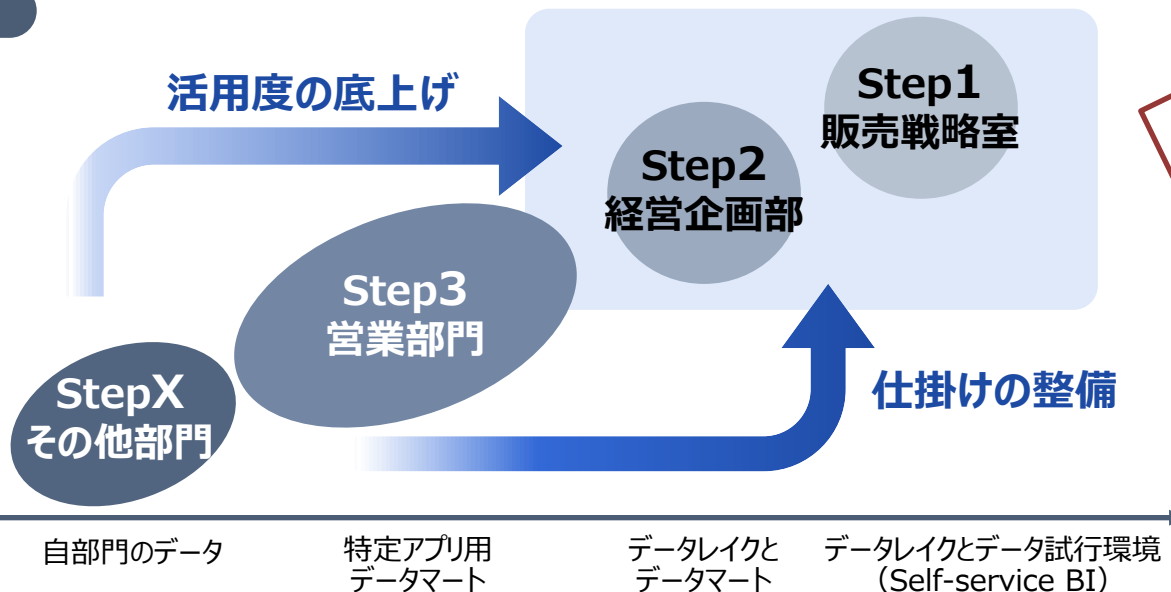 活用度の底上げ
Step1
販売戦略室
Step2
経営企画部
Step3
営業部門
StepX
その他部門
仕掛けの整備
自部門のデータ
特定アプリ用
データマート
データレイクと
データマート
データレイクとデータ試行環境
（Self-service BI）